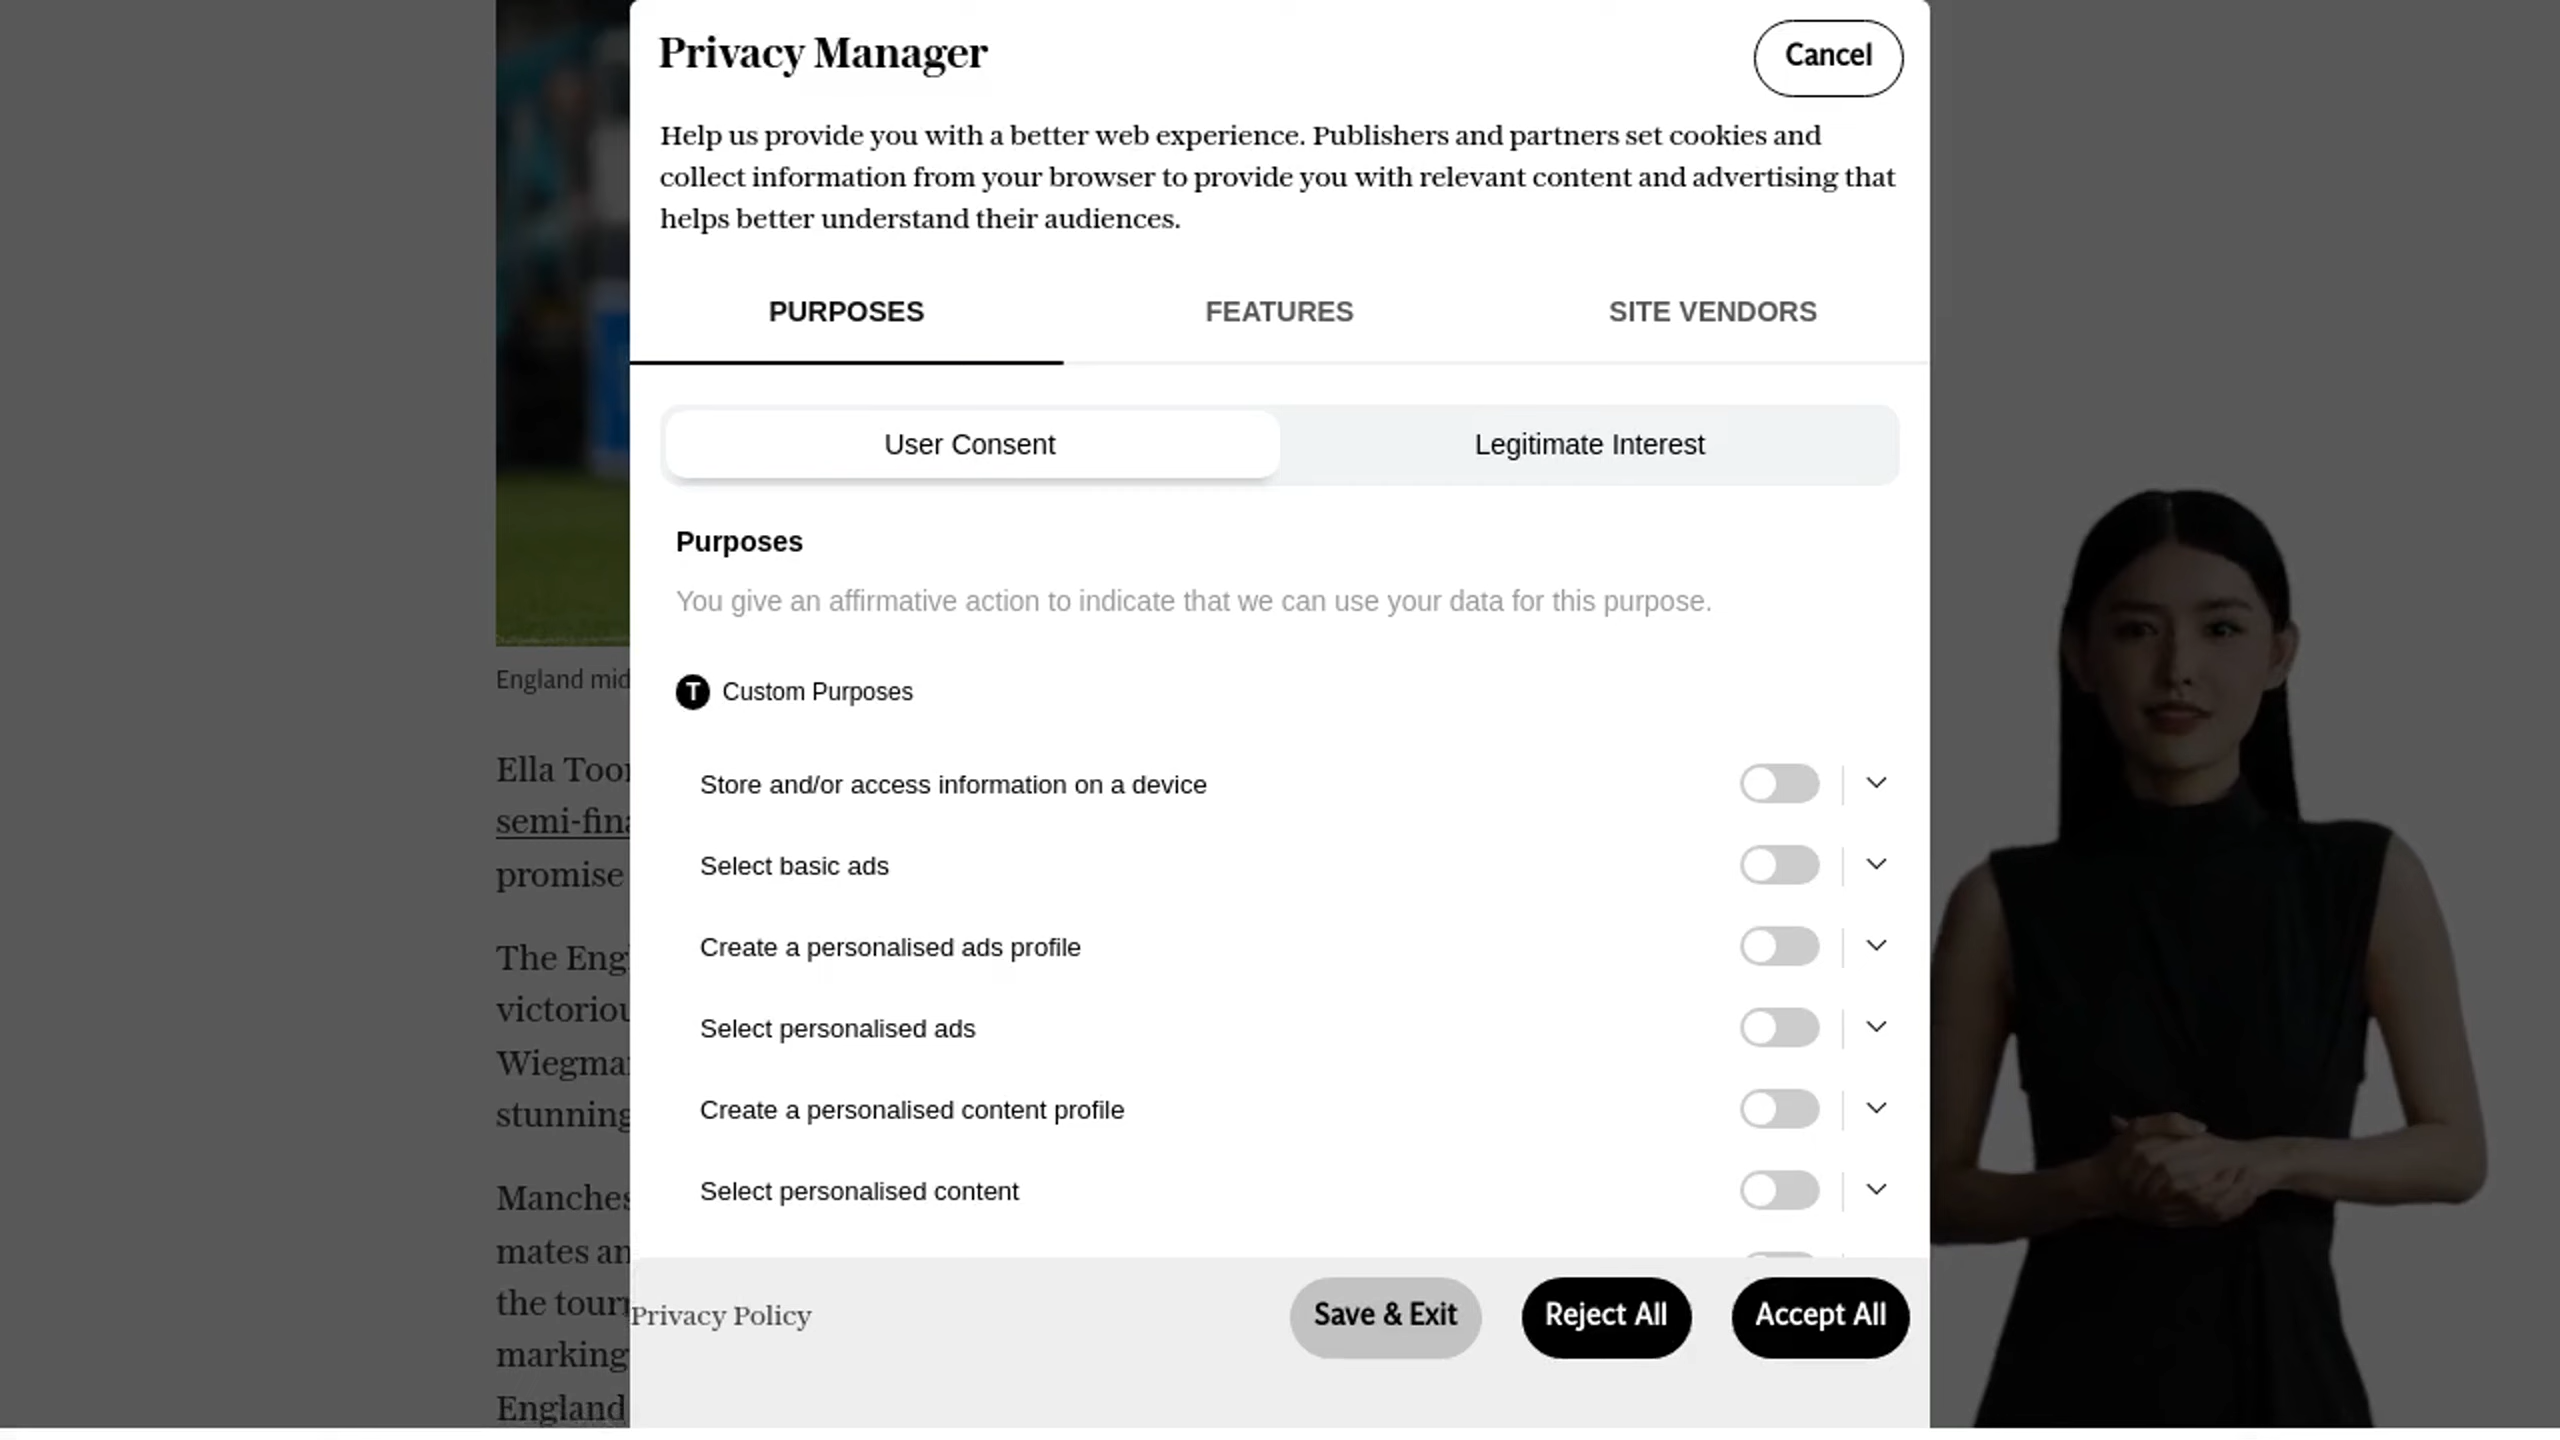 Privacy Manager
Cancel
Help us provide you with a better web experience. Publishers and partners set cookies and
collect information from your browser to provide you with relevant content and advertising that
helps better understand their audiences.
PURPOSES
FEATURES
SITE VENDORS
User Consent
Legitimate Interest
Purposes
You give an affirmative action to indicate that we can use your data for this purpose.
T Custom Purposes
Store and/or access information on a device
Select basic ads
Create a personalised ads profile
Select personalised ads
Create a personalised content profile
Select personalised content
Privacy Policy
Save & Exit
Reject All
Accept All
England mid
Ella Too
semi-fin
promise
The Eng
victoriou
Wiegma
stunning
Manches
mates an
the tour
marking
England